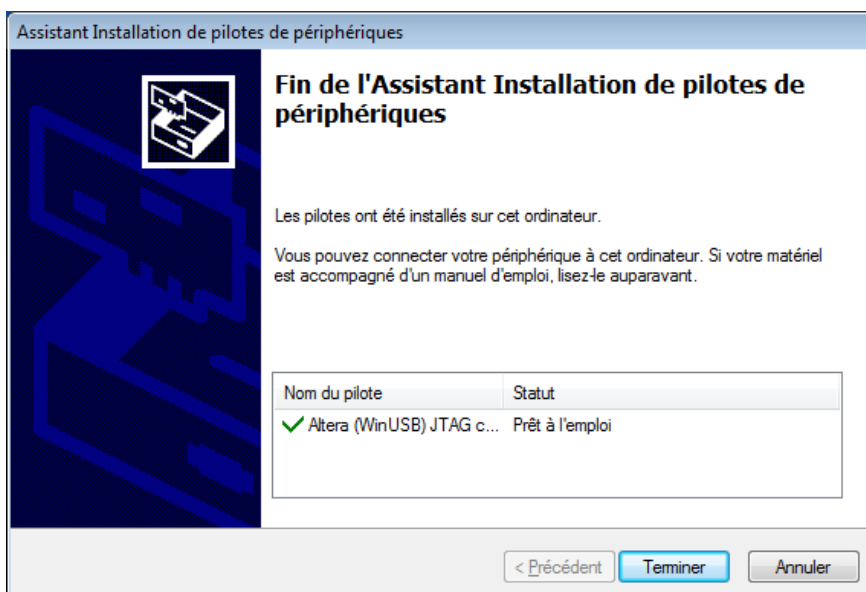 Assistant Installation de pilotes de périphériques
Fin de l'Assistant Installation de pilotes de
périphériques
Les pilotes ont été installés sur cet ordinateur.
Vous pouvez connecter votre périphérique à cet ordinateur. Si votre matériel
est accompagné d'un manuel d'emploi, lisez-le auparavant.
Nom du pilote Statut
Altera (WinUSB) JTAG c... Prêt à l'emploi
< Précédent Terminer Annuler